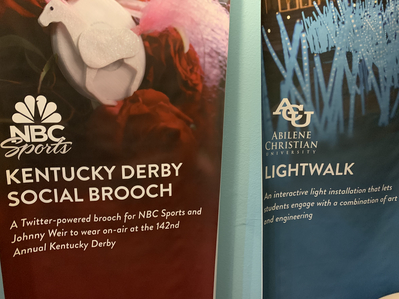 NBC
Sports
KENTUCKY DERBY
SOCIAL BROOCH
A Twitter-powered brooch for NBC Sports and
Johnny Weir to wear on-air at the 142nd
Annual Kentucky Derby
ACU
ABILENE
CHRISTIAN
UNIVERSITY
LIGHTWALK
An interactive light installation that lets
students engage with a combination of art
and engineering